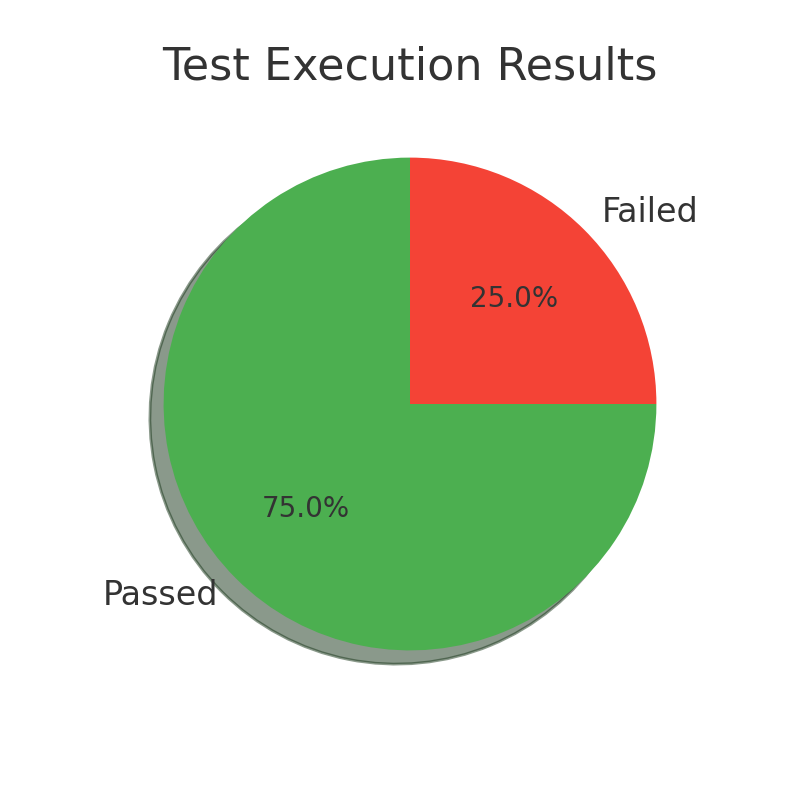 Test Execution Results
Failed
25.0%
75.0%
Passed